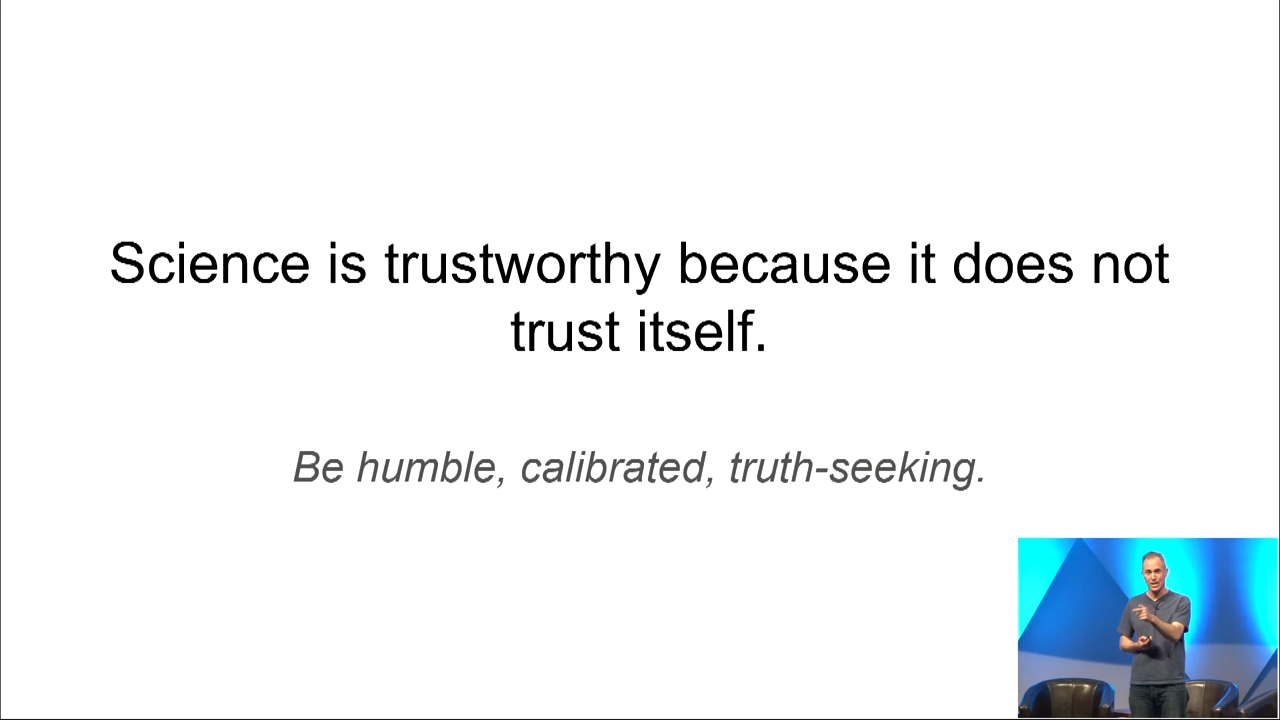 Science is trustworthy because it does not
trust itself.
Be humble, calibrated, truth-seeking.